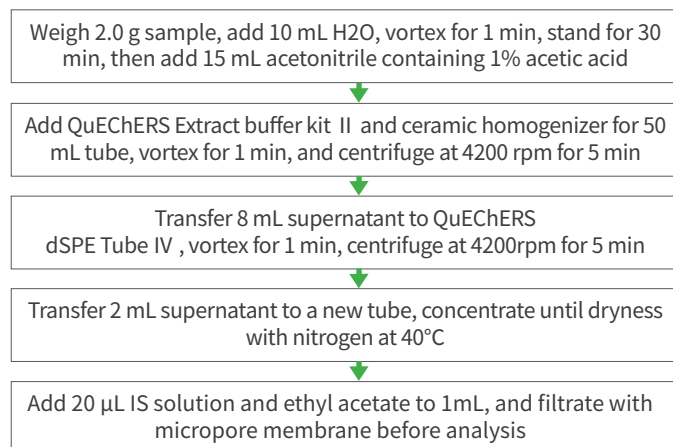 Weigh 2.0 g sample, add 10 mL H2O, vortex for 1 min, stand for 30
min, then add 15 mL acetonitrile containing 1% acetic acid
Add QuEChERS Extract buffer kit Ⅱ and ceramic homogenizer for 50
mL tube, vortex for 1 min, and centrifuge at 4200 rpm for 5 min
Transfer 8 mL supernatant to QuEChERS
dSPE Tube Ⅳ , vortex for 1 min, centrifuge at 4200rpm for 5 min
Transfer 2 mL supernatant to a new tube, concentrate until dryness
with nitrogen at 40°C
Add 20 μL IS solution and ethyl acetate to 1mL, and filtrate with
micropore membrane before analysis